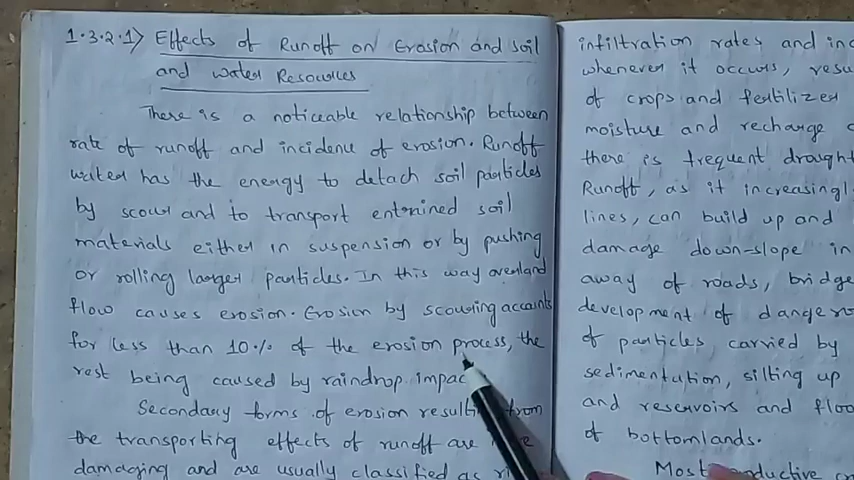 1.3.2.1) Effects of Runoff on Erosion and soil
and water Resources
There is a noticeable relationship between
rate of runoff and incidence of erosion. Runoff
water has the energy to detach soil particles
by scour and to transport entrained soil
materials either in suspension or by pushing
or rolling larger particles. In this way overland
flow causes erosion. Erosion by scouring accounts
for less than 10% of the erosion process, the
rest being caused by raindrop impac
Secondary forms of erosion result from
the transporting effects of runoff are
damaging and are usually classified as
infiltration rates and inc
whenever it occurs, resu
of crops and fertilizer
moisture and recharge
there is frequent draught
Runoff, as it increasingl
lines, can build up and
damage down-slope in
away of roads, bridge
development of danger
of particles carried by
sedimentation, silting up
and reservoirs and floo
of bottomlands.
Most